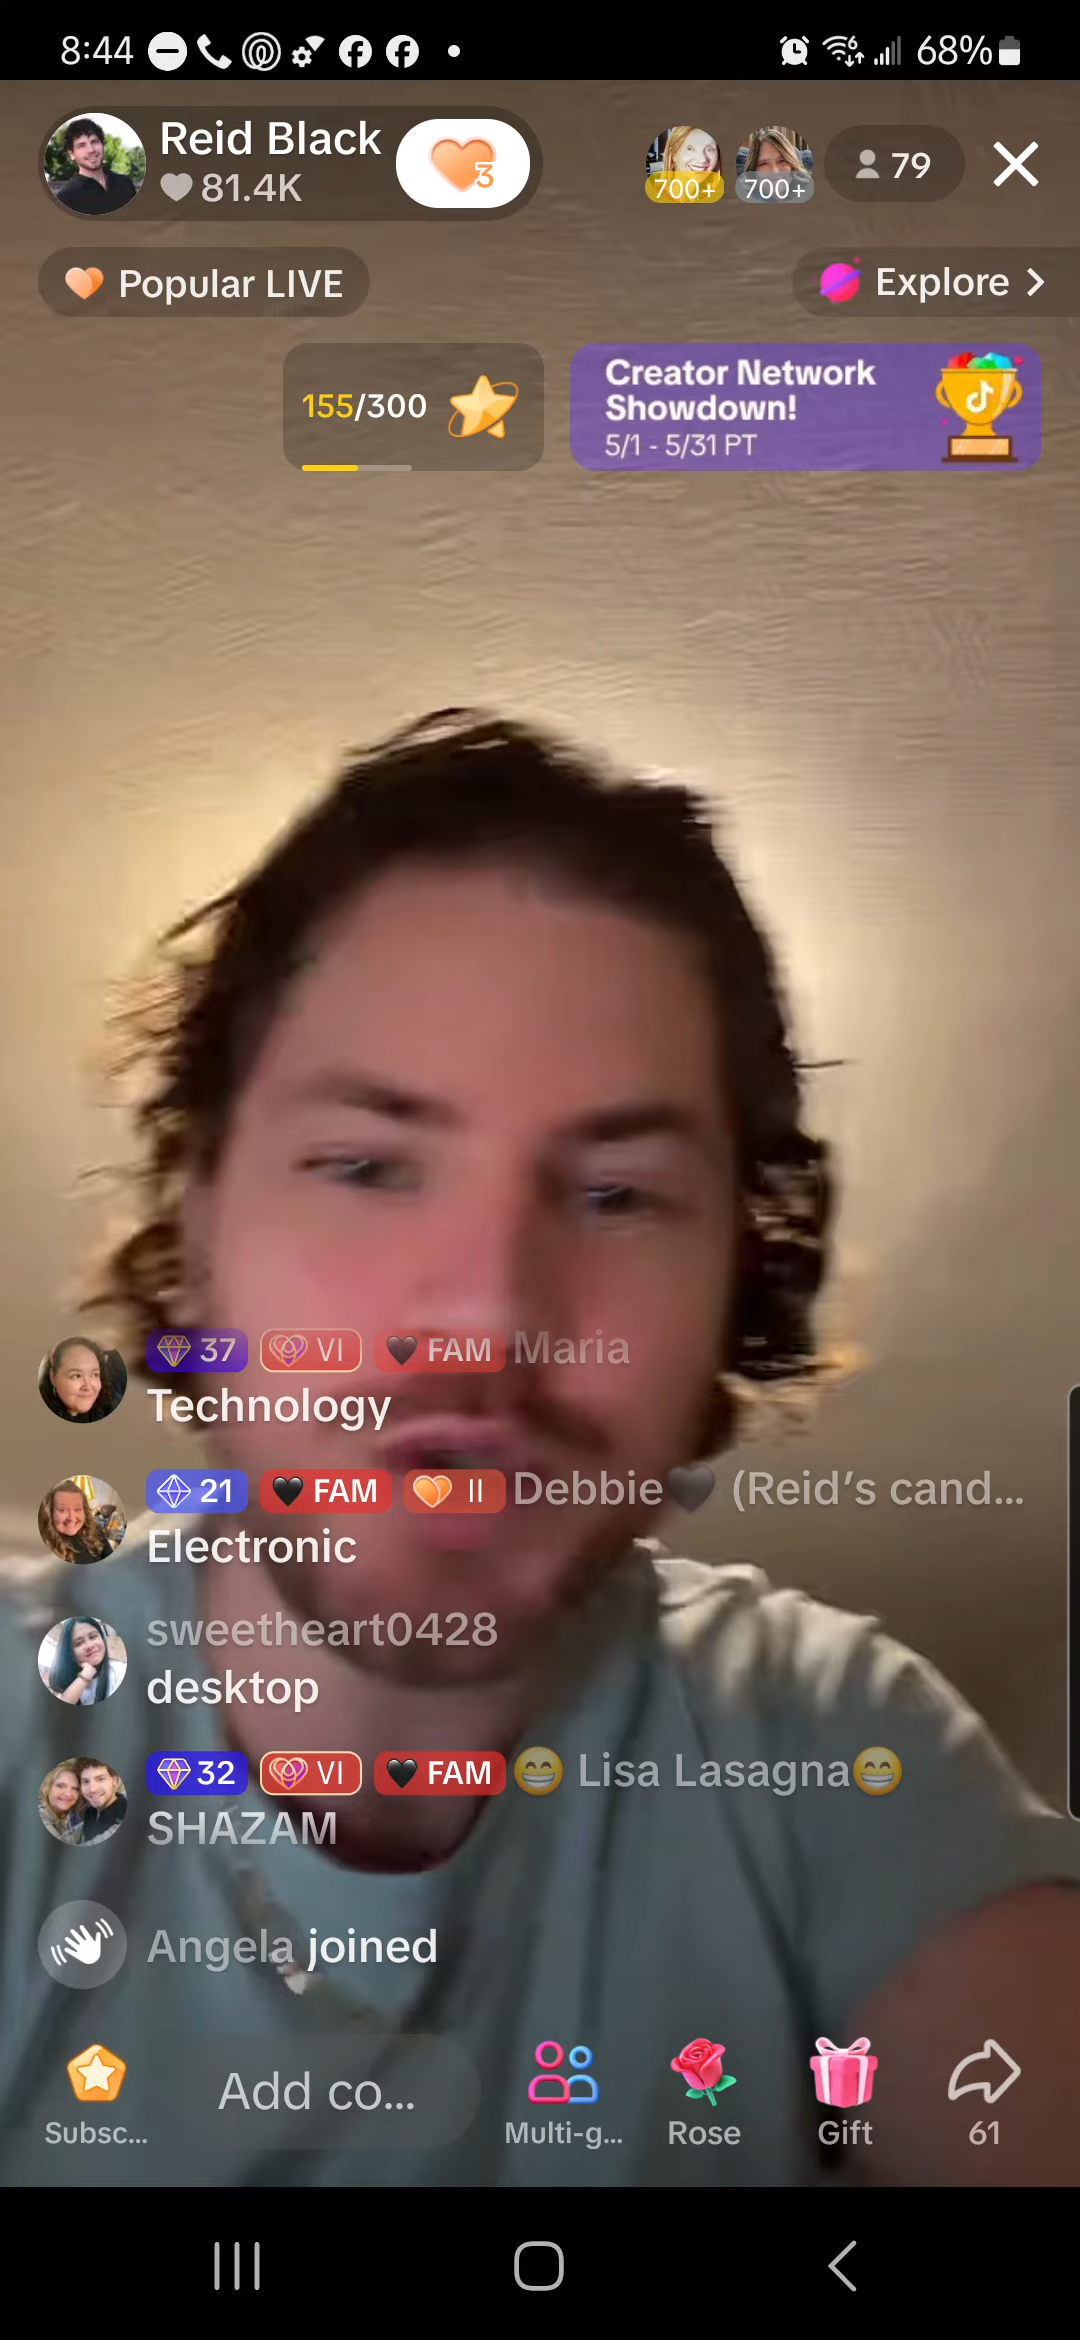 8:44
68%
Reid Black
81.4K
3
700+
700+
79
Popular LIVE
Explore >
155/300
Creator Network
Showdown!
5/1 - 5/31 PT
37 VI FAM Maria
Technology
21 FAM II Debbie🖤 (Reid’s cand...
Electronic
sweetheart0428
desktop
32 VI FAM 😁 Lisa Lasagna😁
SHAZAM
Angela joined
Add co...
Subsc...
Multi-g...
Rose
Gift
61